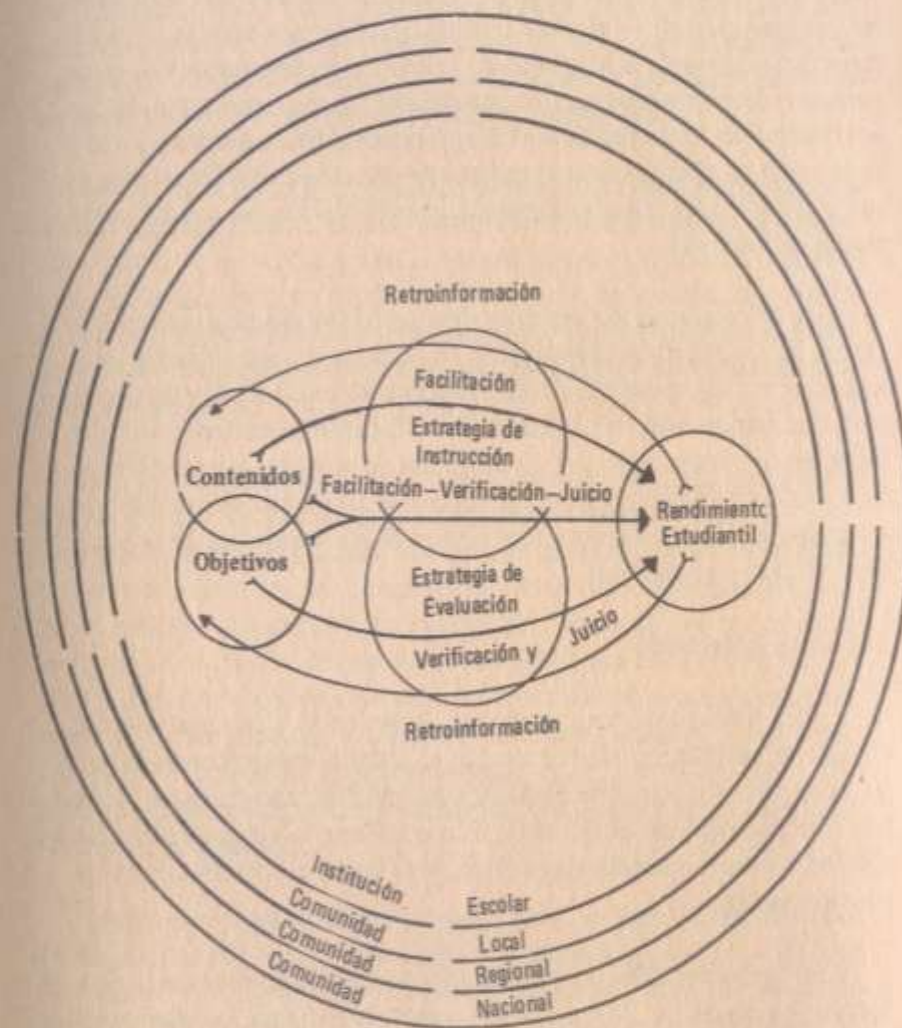 Retroinformación
Facilitación
Estrategia de
Instrucción
Contenidos
Facilitación–Verificación–Juicio
Rendimiento
Estudiantil
Objetivos
Estrategia de
Evaluación
Verificación y Juicio
Retroinformación
Institución Escolar
Comunidad Local
Comunidad Regional
Comunidad Nacional